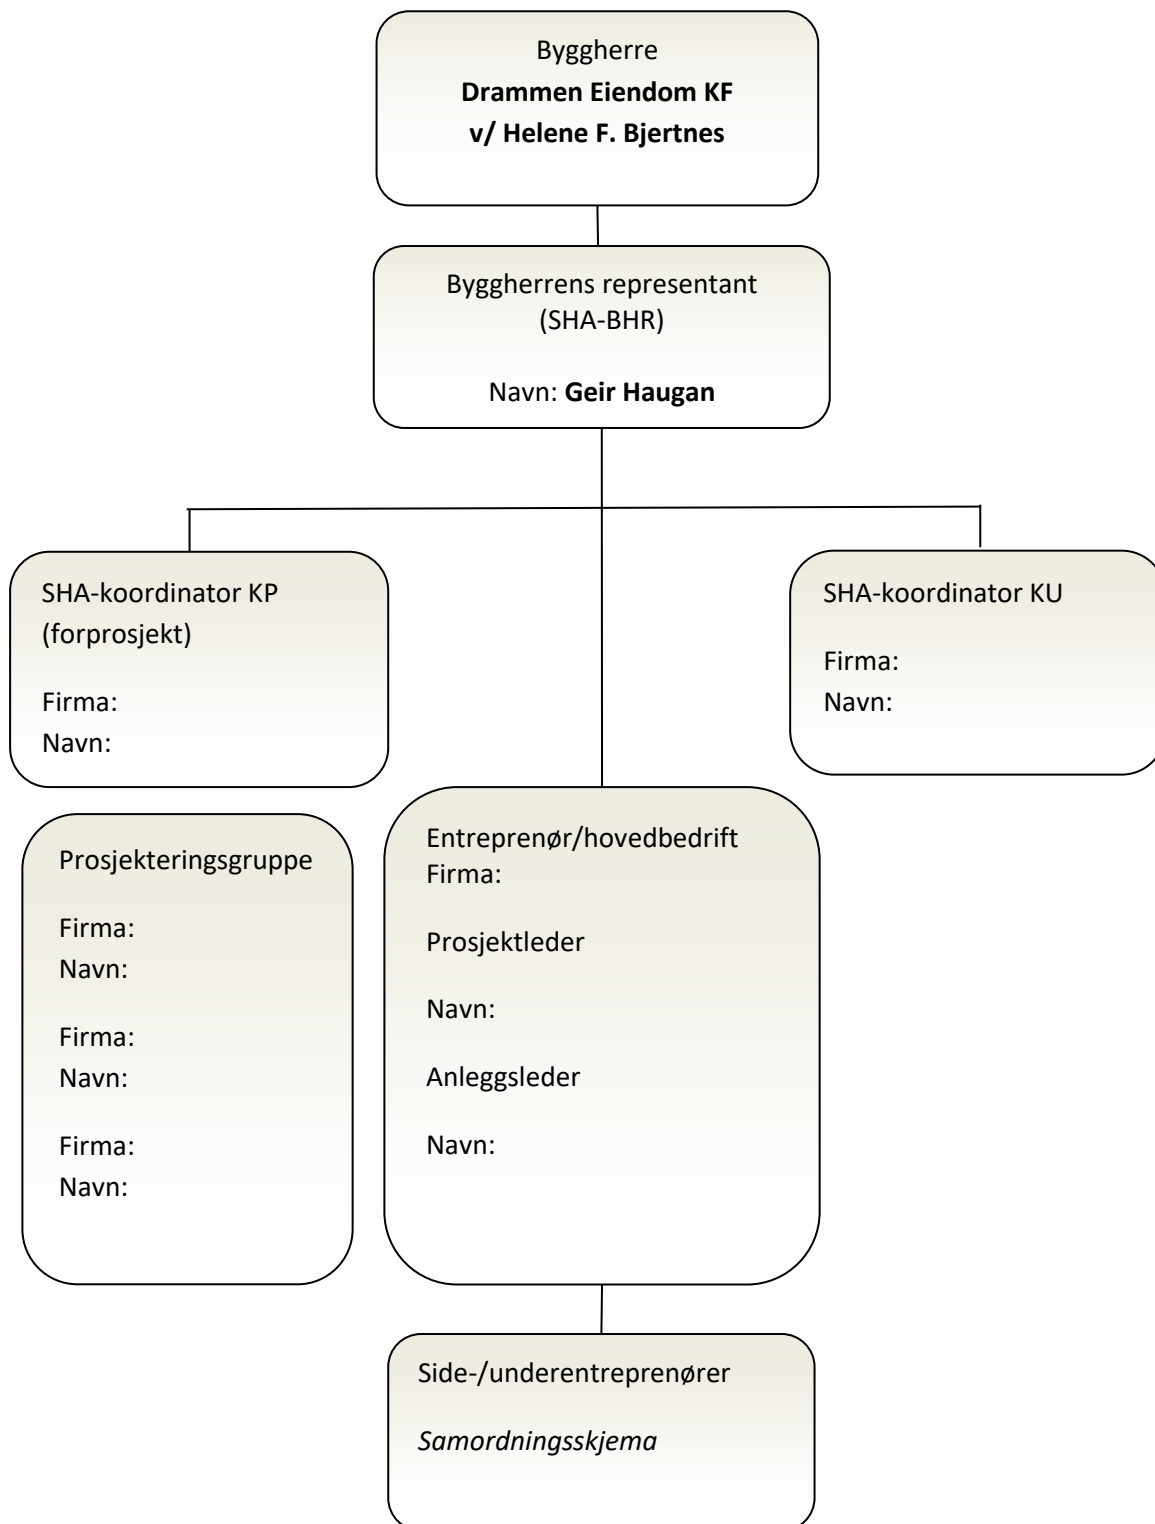 Byggherre
Drammen Eiendom KF
v/ Helene F. Bjertnes
Byggherrens representant
(SHA-BHR)
Navn: Geir Haugan
SHA-koordinator KP
(forprosjekt)
Firma:
Navn:
SHA-koordinator KU
Firma:
Navn:
Prosjekteringsgruppe
Firma:
Navn:
Firma:
Navn:
Firma:
Navn:
Entreprenør/hovedbedrift
Firma:
Prosjektleder
Navn:
Anleggsleder
Navn:
Side-/underentreprenører
Samordningsskjema